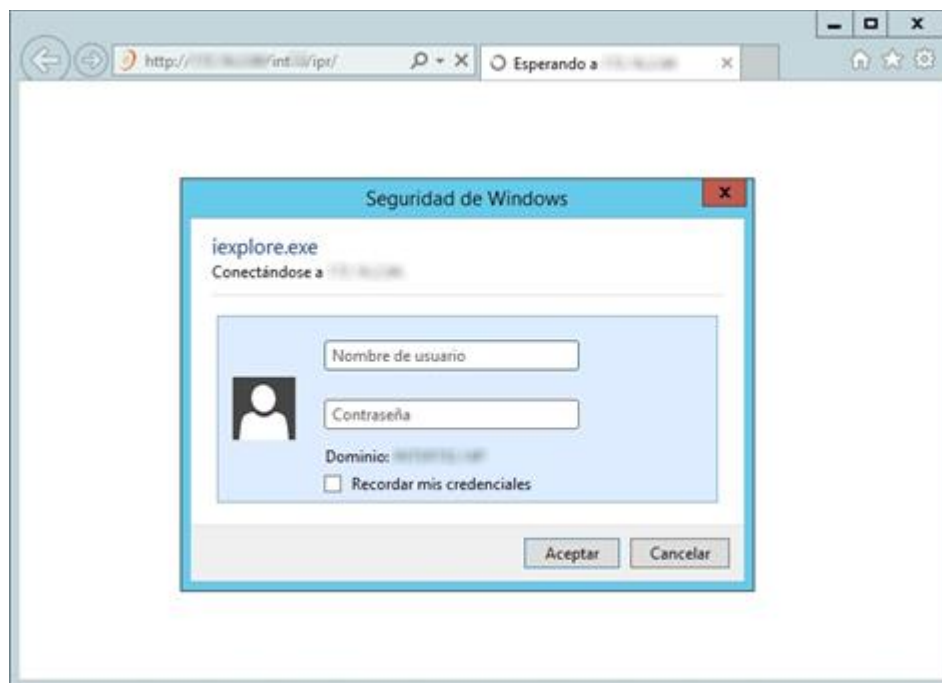 http:// /int /ipr/
Esperando a
Seguridad de Windows
iexplore.exe
Conectándose a
Nombre de usuario
Contraseña
Dominio:
Recordar mis credenciales
Aceptar
Cancelar